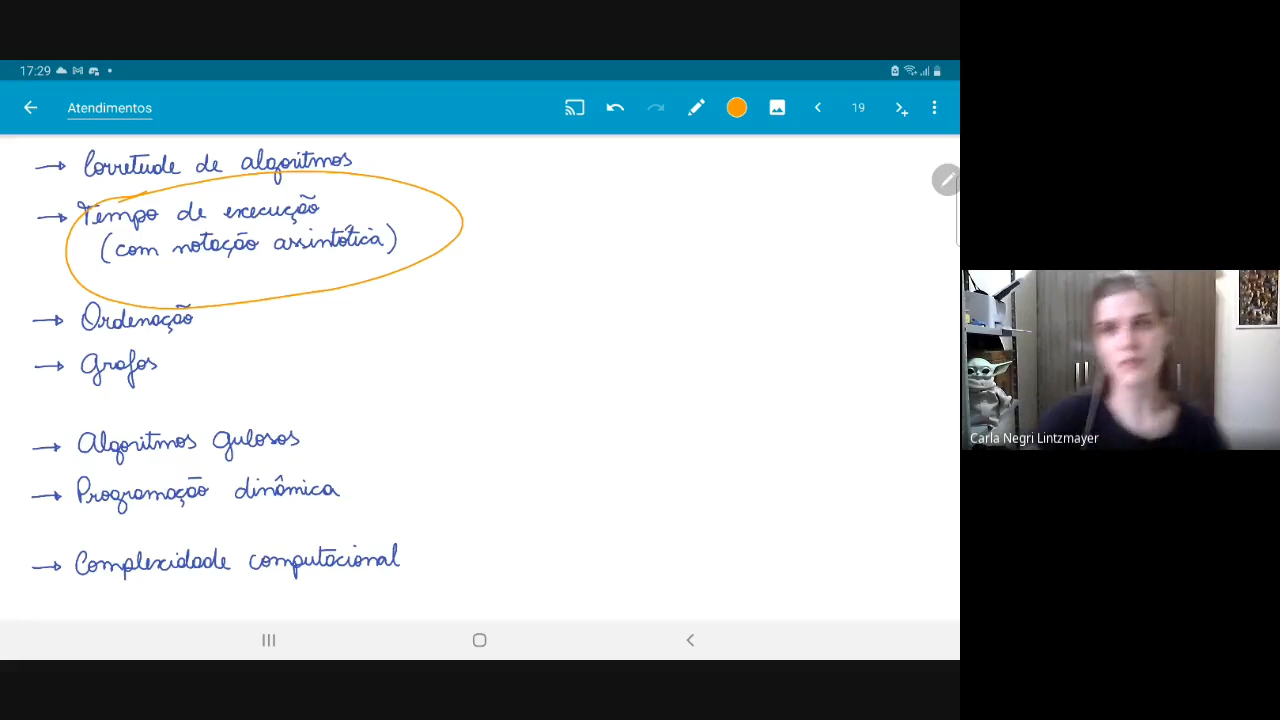 17:29
Atendimentos
19
→ Corretude de algoritmos
→ Tempo de execução
(com notação assintótica)
→ Ordenação
→ Grafos
→ Algoritmos gulosos
→ Programação dinâmica
→ Complexidade computacional
Carla Negri Lintzmayer